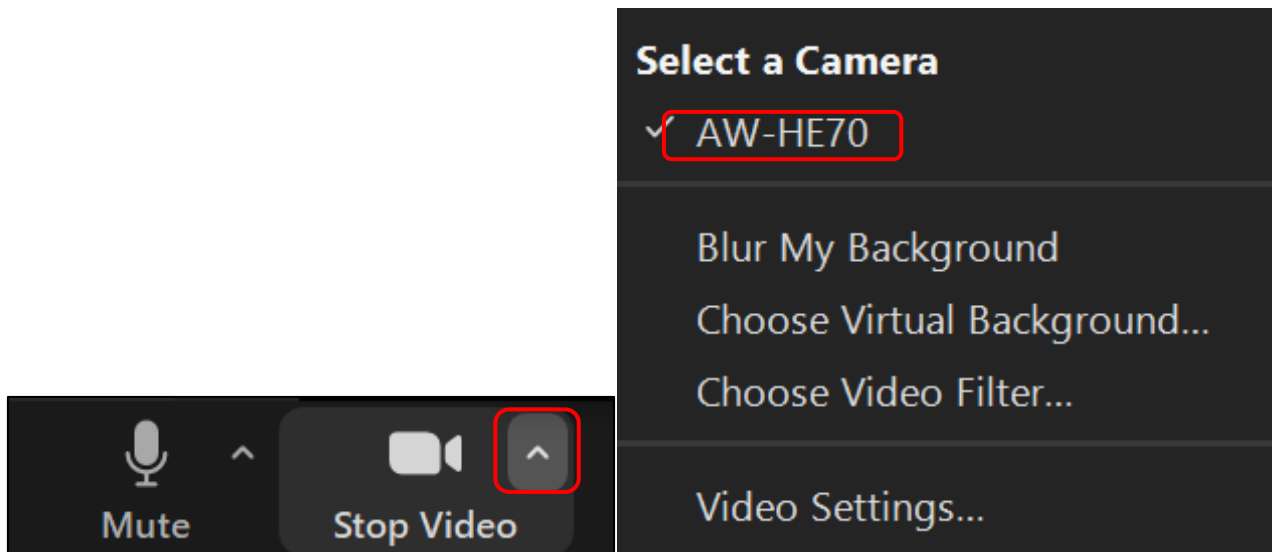 Select a Camera
AW-HE70
Blur My Background
Choose Virtual Background...
Choose Video Filter...
Video Settings...
Mute
Stop Video